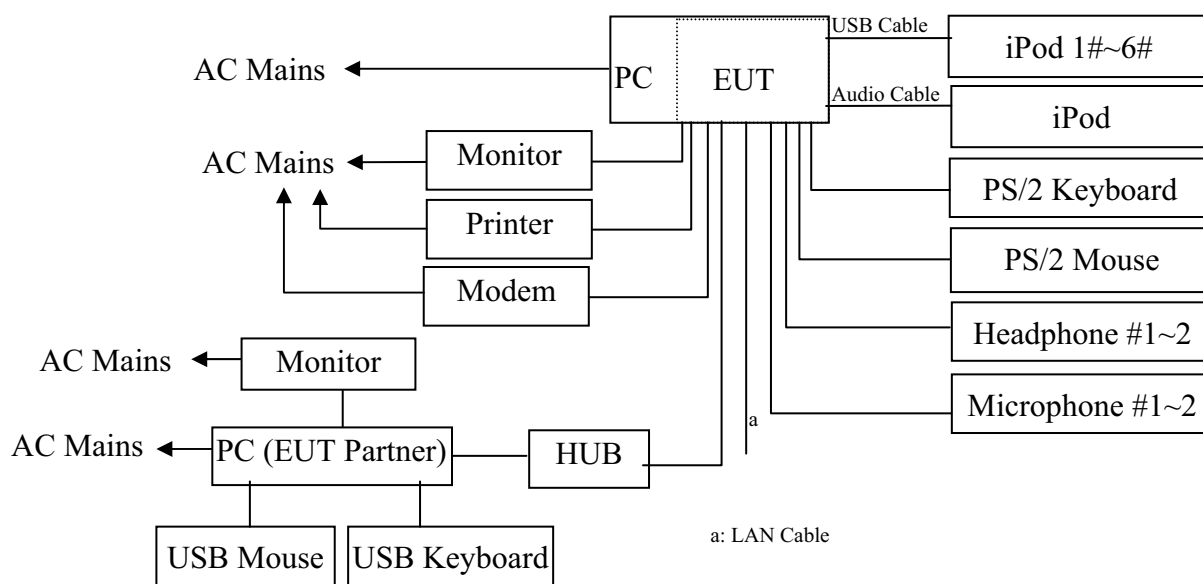 USB Cable
iPod 1#~6#
AC Mains
PC
EUT
Audio Cable
iPod
Monitor
AC Mains
PS/2 Keyboard
Printer
PS/2 Mouse
Modem
Headphone #1~2
AC Mains
Monitor
Microphone #1~2
a
AC Mains
PC (EUT Partner)
HUB
a: LAN Cable
USB Mouse
USB Keyboard